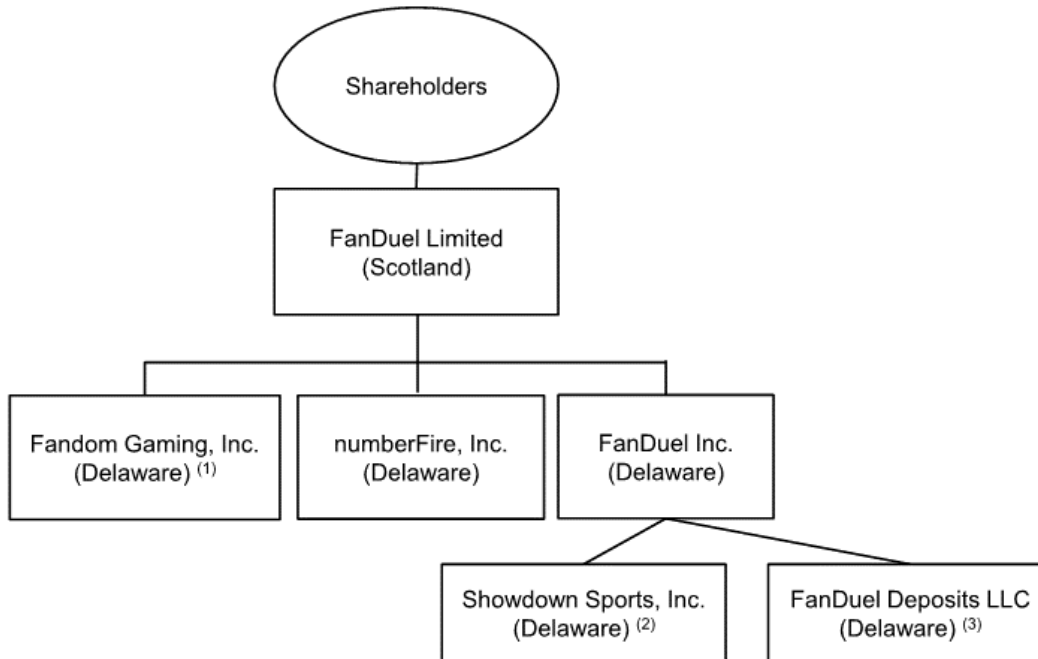 Shareholders
FanDuel Limited
(Scotland)
Fandom Gaming, Inc.
(Delaware) (1)
numberFire, Inc.
(Delaware)
FanDuel Inc.
(Delaware)
Showdown Sports, Inc.
(Delaware) (2)
FanDuel Deposits LLC
(Delaware) (3)